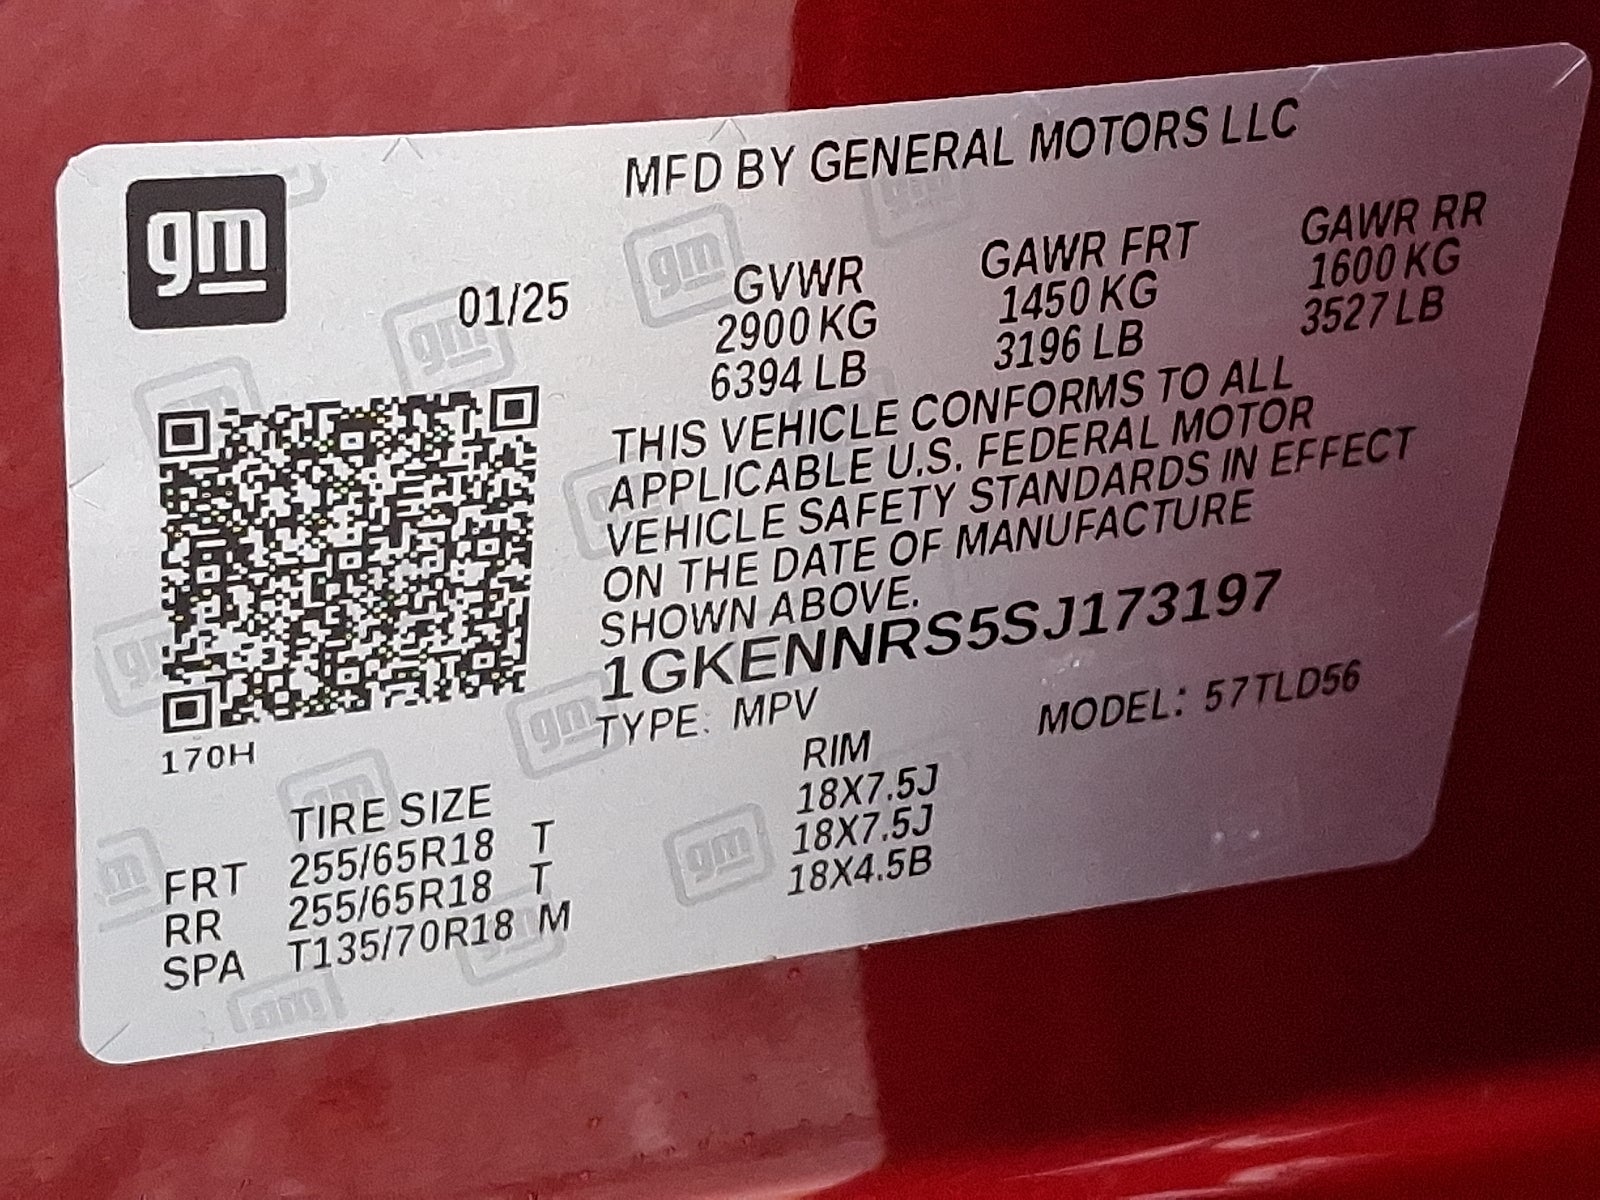 gm
MFD BY GENERAL MOTORS LLC
01/25
GVWR GAWR FRT GAWR RR
2900 KG 1450 KG 1600 KG
6394 LB 3196 LB 3527 LB
THIS VEHICLE CONFORMS TO ALL
APPLICABLE U.S. FEDERAL MOTOR
VEHICLE SAFETY STANDARDS IN EFFECT
ON THE DATE OF MANUFACTURE
SHOWN ABOVE.
1GKENNRS5SJ173197
TYPE: MPV MODEL: 57TLD56
170H
TIRE SIZE RIM
FRT 255/65R18 T 18X7.5J
RR 255/65R18 T 18X7.5J
SPA T135/70R18 M 18X4.5B